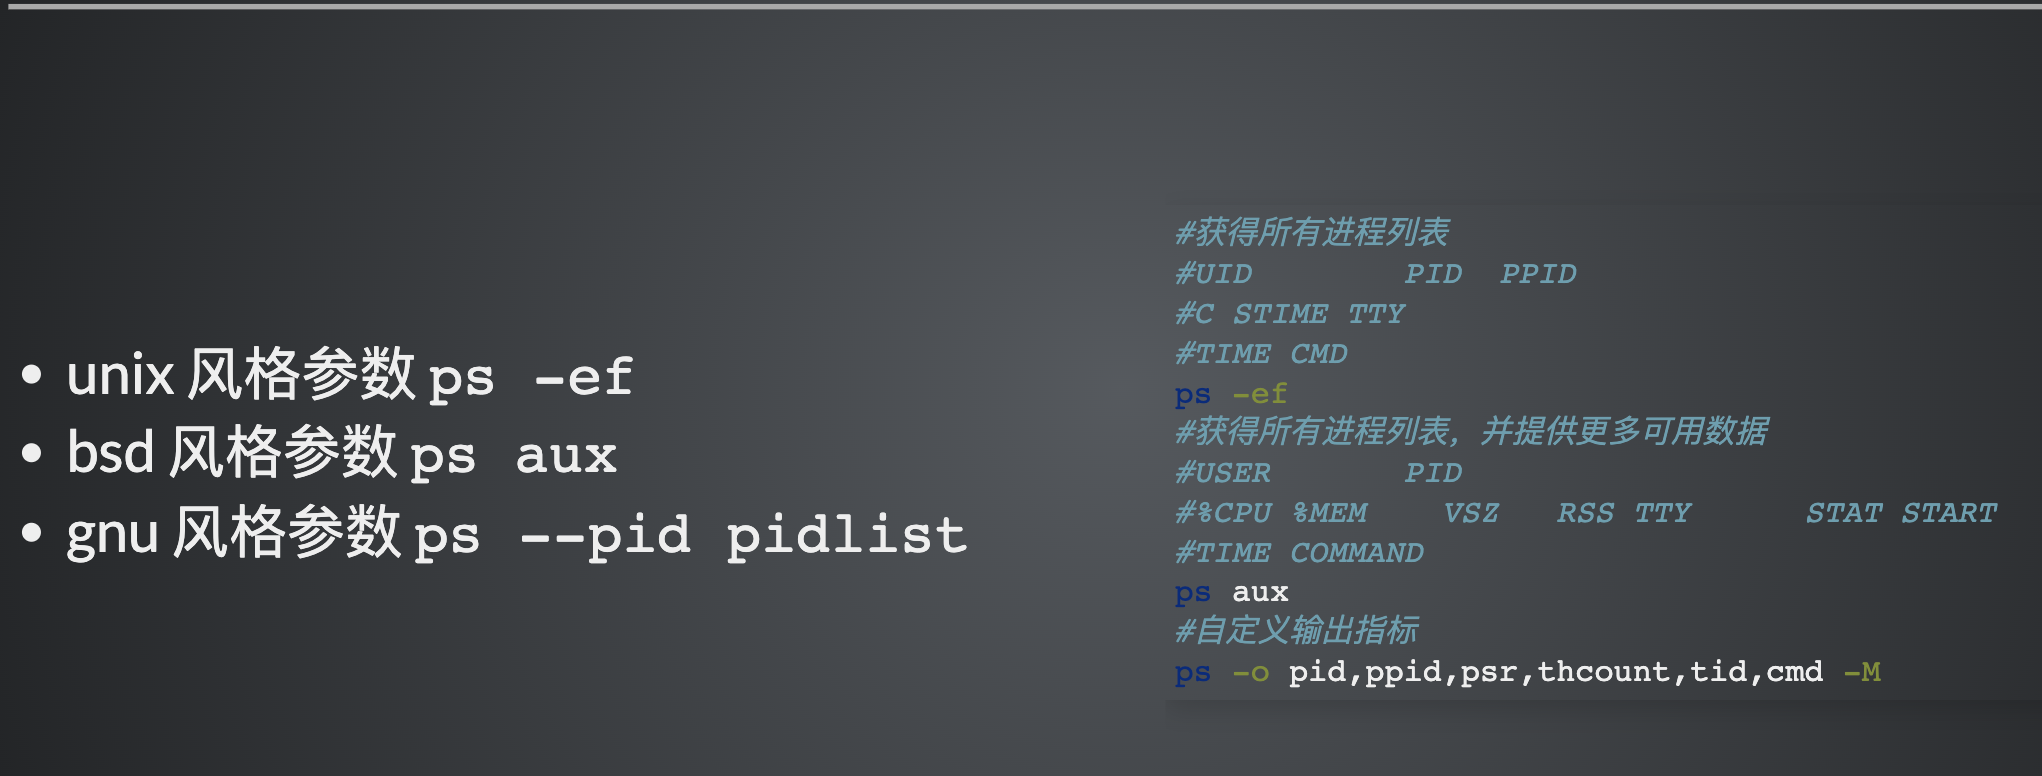 • unix 风格参数 ps -ef
• bsd 风格参数 ps aux
• gnu 风格参数 ps --pid pidlist
#获得所有进程列表
#UID        PID  PPID
#C STIME TTY
#TIME CMD
ps -ef
#获得所有进程列表，并提供更多可用数据
#USER       PID
#%CPU %MEM    VSZ   RSS TTY      STAT START
#TIME COMMAND
ps aux
#自定义输出指标
ps -o pid,ppid,psr,thcount,tid,cmd -M